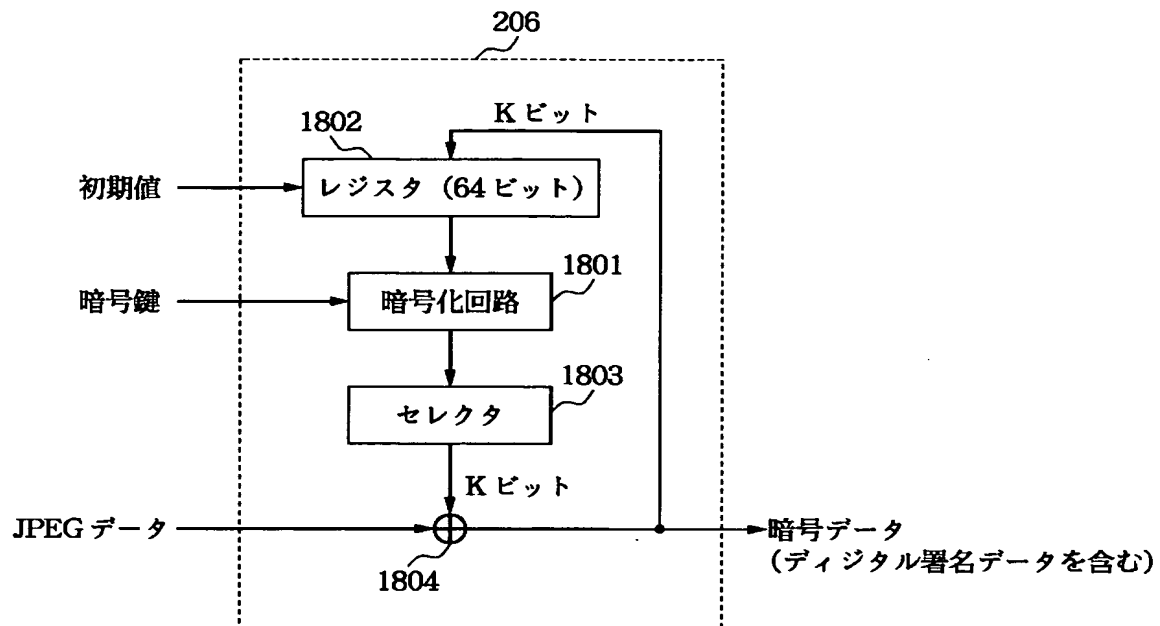 206
Kビット
1802
初期値
レジスタ（64ビット）
1801
暗号鍵
暗号化回路
1803
セレクタ
Kビット
JPEGデータ
1804
暗号データ
（ディジタル署名データを含む）